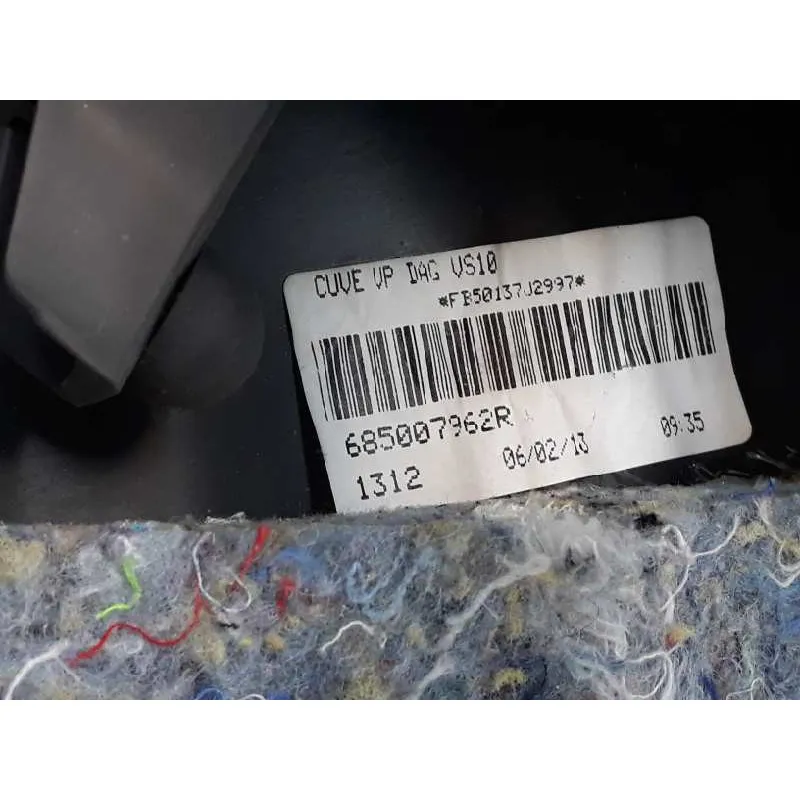 CUVE VP DAG VS10
*FB50137J2997*
685007962R
1312 06/02/13 09:35